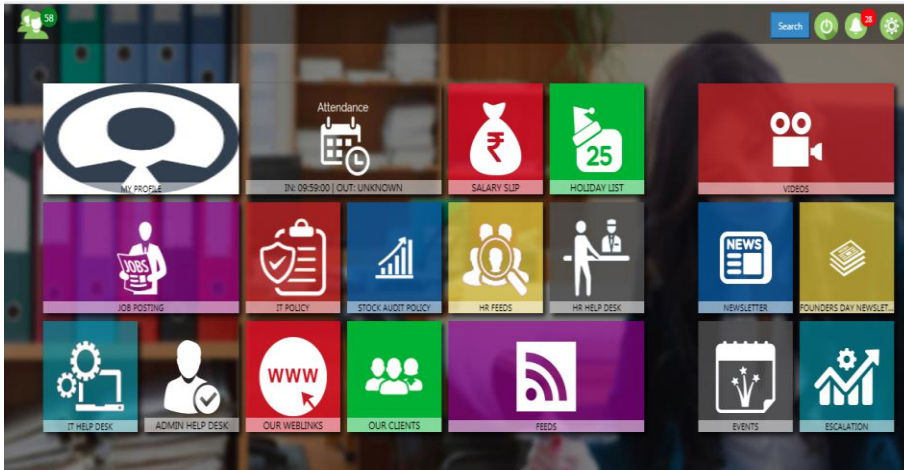 58
Search
28
Attendance
₹
25
MY PROFILE
IN: 09:59:00 | OUT: UNKNOWN
SALARY SLIP
HOLIDAY LIST
VIDEOS
JOBS
NEWS
JOB POSTING
IT POLICY
STOCK AUDIT POLICY
HR FEEDS
HR HELP DESK
NEWSLETTER
FOUNDERS DAY NEWSLET...
WWW
IT HELP DESK
ADMIN HELP DESK
OUR WEBLINKS
OUR CLIENTS
FEEDS
EVENTS
ESCALATION